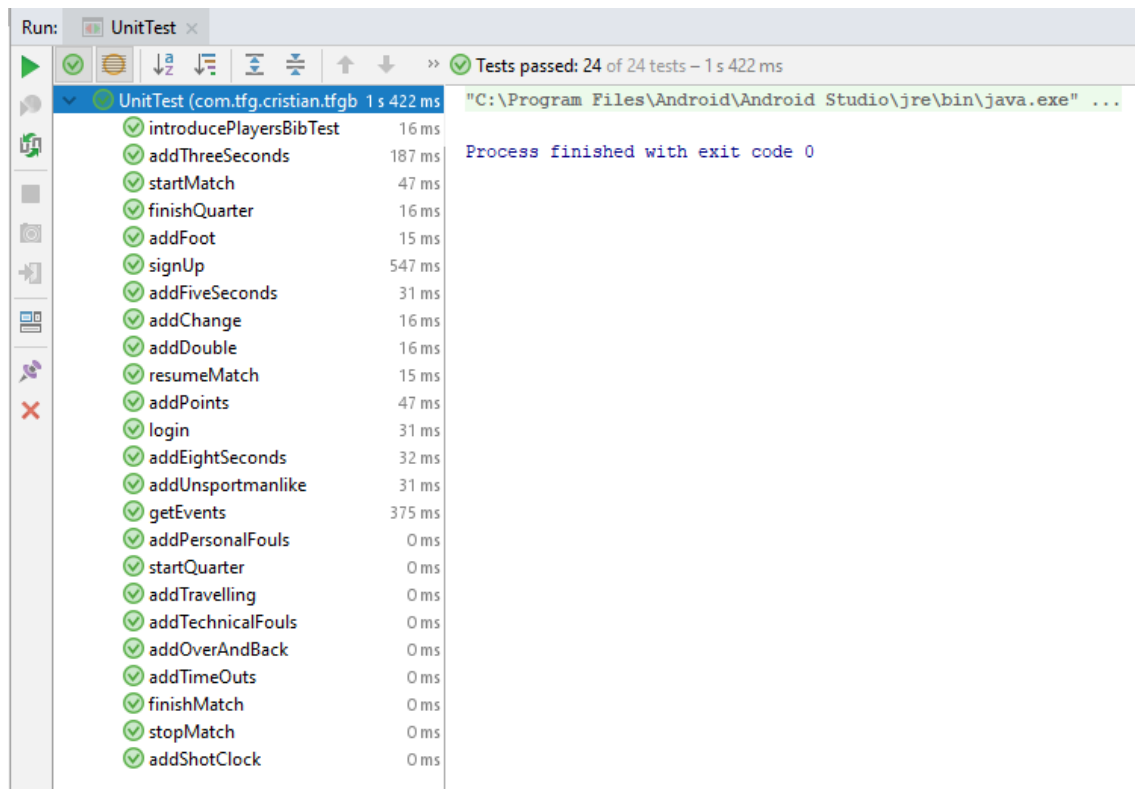 Run: UnitTest
Tests passed: 24 of 24 tests – 1 s 422 ms
UnitTest (com.tfg.cristian.tfgb 1 s 422 ms
"C:\Program Files\Android\Android Studio\jre\bin\java.exe" ...
introducePlayersBibTest 16 ms
addThreeSeconds 187 ms
Process finished with exit code 0
startMatch 47 ms
finishQuarter 16 ms
addFoot 15 ms
signUp 547 ms
addFiveSeconds 31 ms
addChange 16 ms
addDouble 16 ms
resumeMatch 15 ms
addPoints 47 ms
login 31 ms
addEightSeconds 32 ms
addUnsportmanlike 31 ms
getEvents 375 ms
addPersonalFouls 0 ms
startQuarter 0 ms
addTravelling 0 ms
addTechnicalFouls 0 ms
addOverAndBack 0 ms
addTimeOuts 0 ms
finishMatch 0 ms
stopMatch 0 ms
addShotClock 0 ms